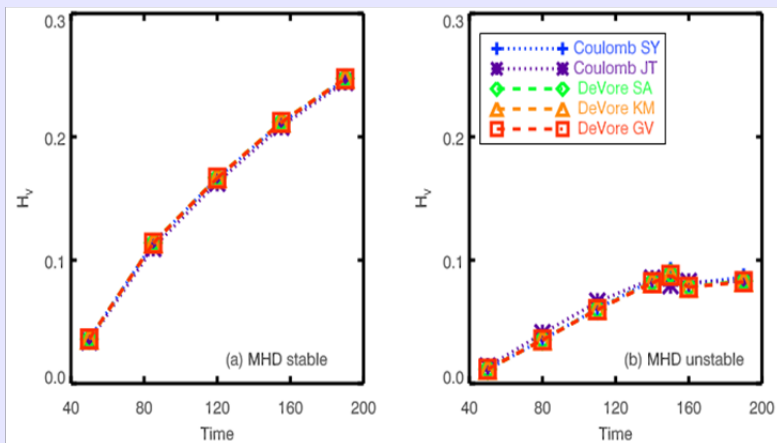 0.3
0.2
0.1
0.0
Hv
40 80 120 160 200
Time
(a) MHD stable
0.3
0.2
0.1
0.0
Hv
40 80 120 160 200
Time
(b) MHD unstable
Coulomb SY
Coulomb JT
DeVore SA
DeVore KM
DeVore GV